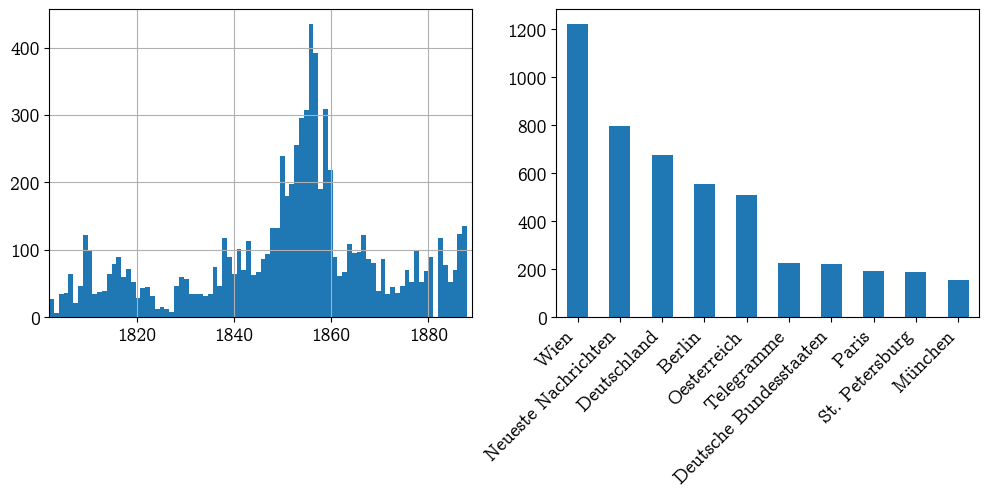 400
300
200
100
0
1820 1840 1860 1880
1200
1000
800
600
400
200
0
Wien
Neueste Nachrichten
Deutschland
Berlin
Oesterreich
Telegramme
Deutsche Bundesstaaten
Paris
St. Petersburg
München